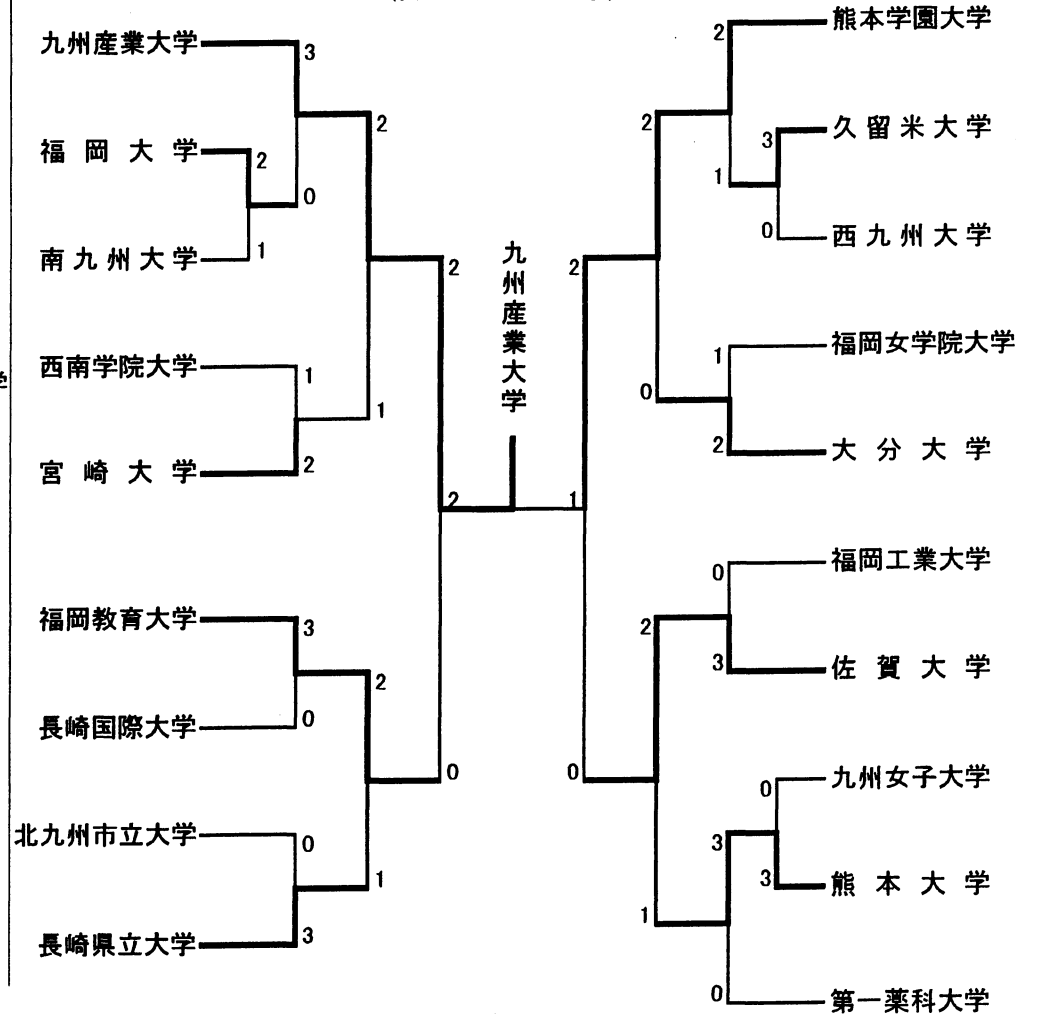 九州産業大学
3
2
福岡大学
2
0
南九州大学
1
2
西南学院大学
1
1
宮崎大学
2
2
福岡教育大学
3
2
長崎国際大学
0
0
北九州市立大学
0
1
長崎県立大学
3
九州産業大学
熊本学園大学
2
2
久留米大学
3
1
西九州大学
0
2
福岡女学院大学
1
0
大分大学
2
1
福岡工業大学
0
2
佐賀大学
3
0
九州女子大学
0
3
熊本大学
3
1
第一薬科大学
0